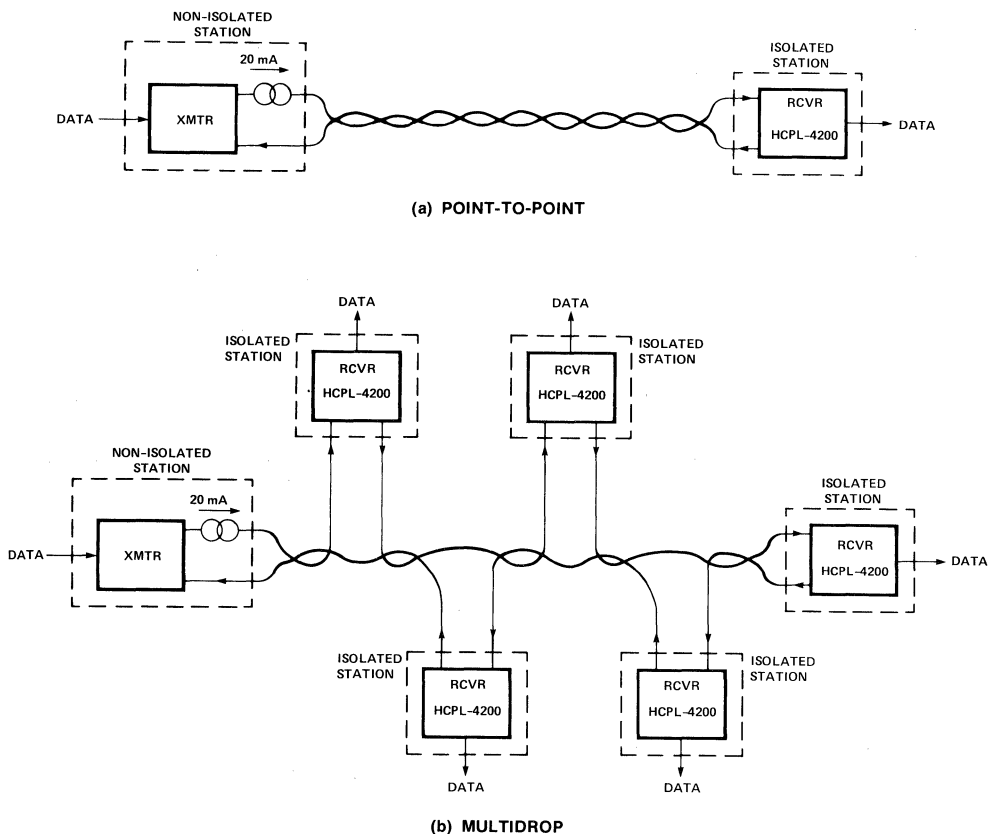 NON-ISOLATED
STATION
20 mA
DATA
XMTR
ISOLATED
STATION
RCVR
HCPL-4200
DATA
(a) POINT-TO-POINT
DATA
ISOLATED
STATION
RCVR
HCPL-4200
DATA
ISOLATED
STATION
RCVR
HCPL-4200
NON-ISOLATED
STATION
20 mA
DATA
XMTR
ISOLATED
STATION
RCVR
HCPL-4200
DATA
ISOLATED
STATION
RCVR
HCPL-4200
DATA
ISOLATED
STATION
RCVR
HCPL-4200
DATA
(b) MULTIDROP